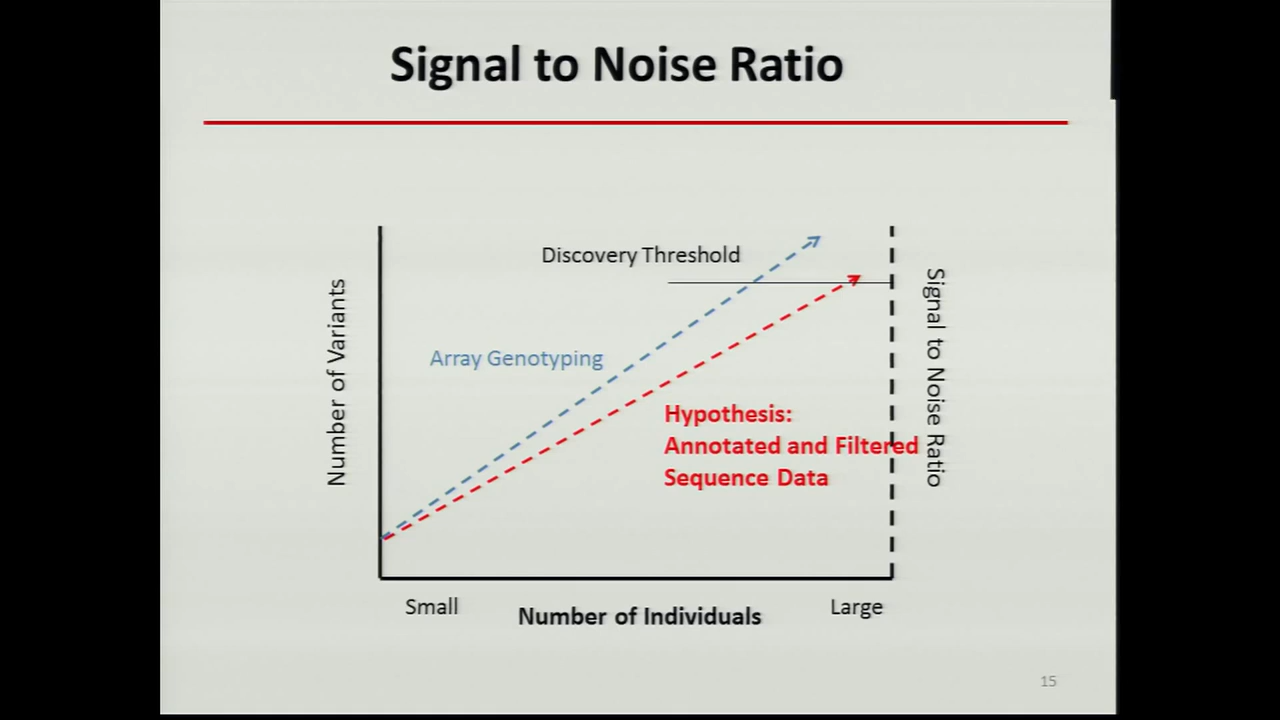 Signal to Noise Ratio
Discovery Threshold
Number of Variants
Array Genotyping
Signal to Noise Ratio
Hypothesis:
Annotated and Filtered
Sequence Data
Small
Number of Individuals
Large
15